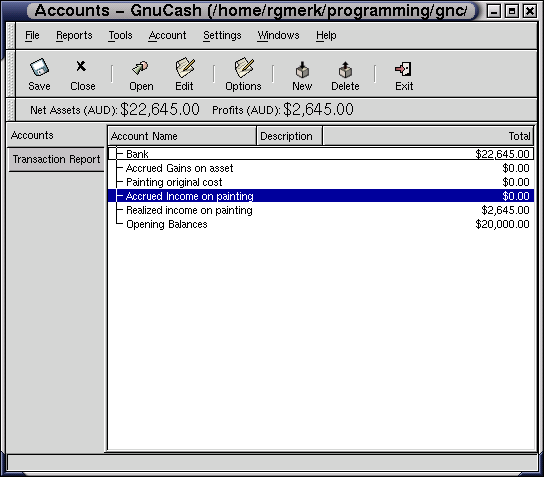 Accounts – GnuCash (/home/rgmerk/programming/gnc/
File Reports Tools Account Settings Windows Help
Save Close Open Edit Options New Delete Exit
Net Assets (AUD): $22,645.00 Profits (AUD): $2,645.00
Accounts
Transaction Report
Account Name Description Total
Bank $22,645.00
Accrued Gains on asset $0.00
Painting original cost $0.00
Accrued Income on painting $0.00
Realized income on painting $2,645.00
Opening Balances $20,000.00